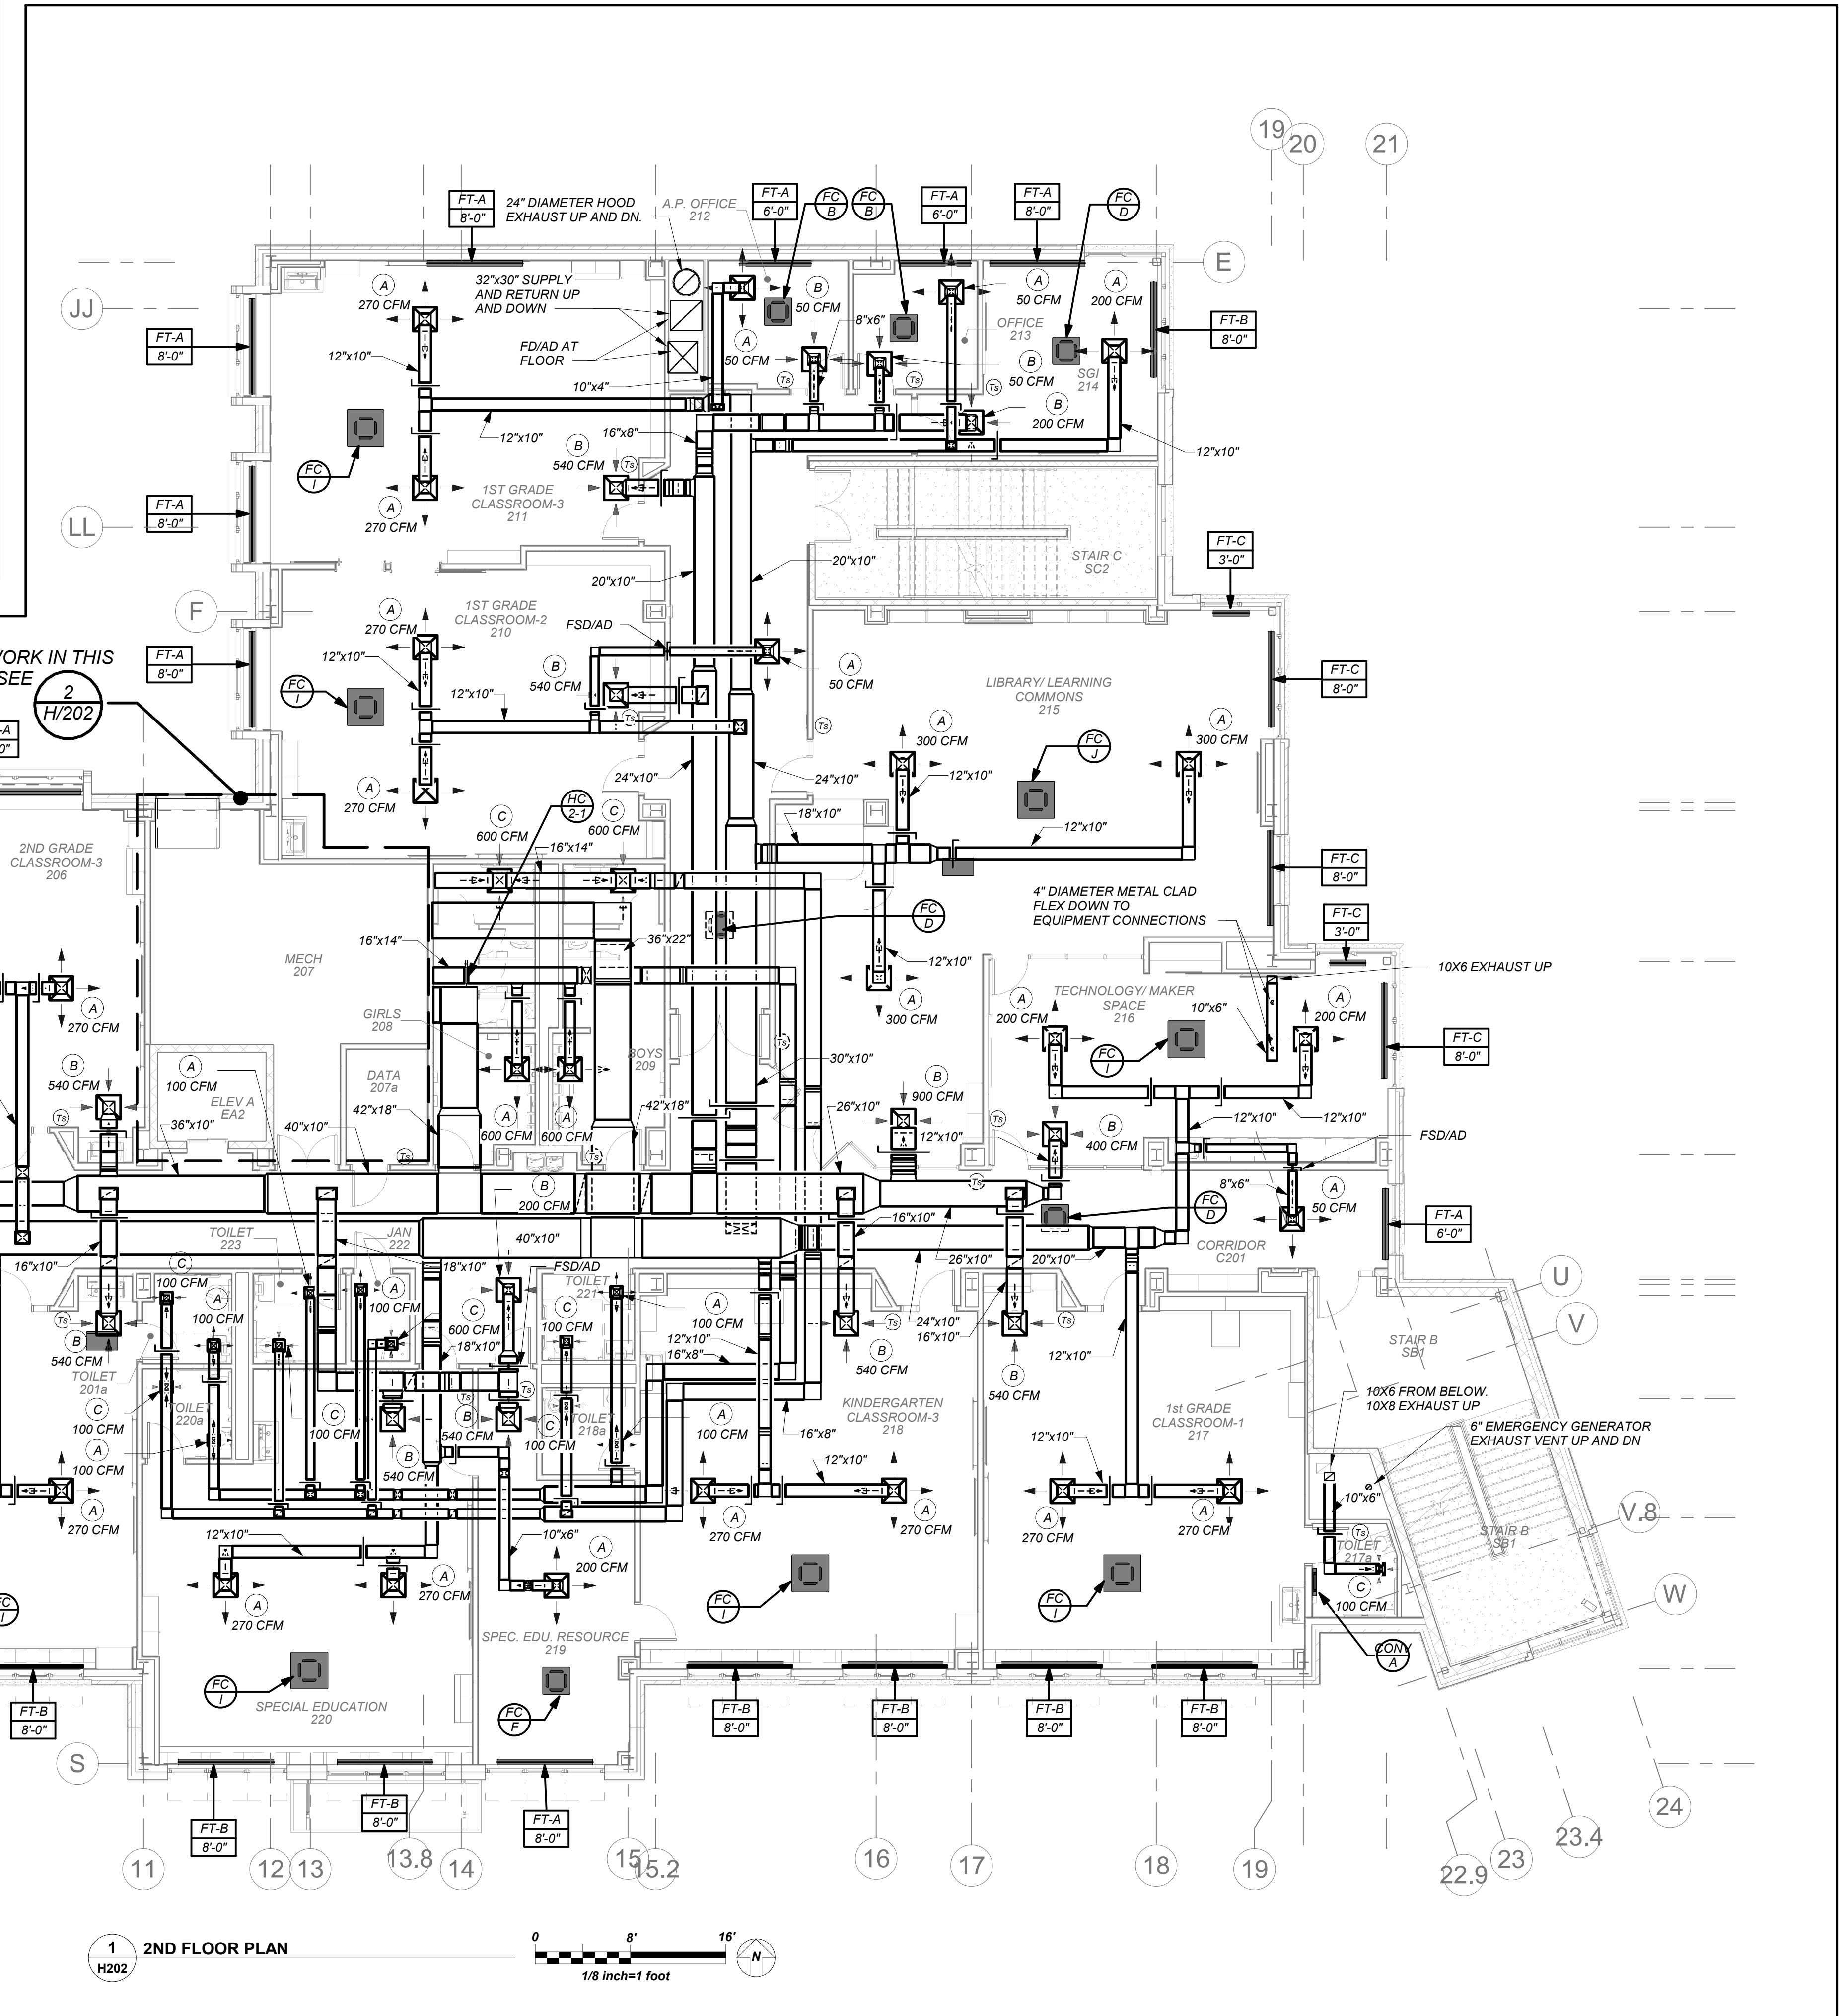 19
20
21
FT-A
8'-0"
24" DIAMETER HOOD
EXHAUST UP AND DN.
A.P. OFFICE
212
FT-A
6'-0"
FC
B
FC
B
FT-A
6'-0"
FT-A
8'-0"
FC
D
E
JJ
A
270 CFM
32"x30" SUPPLY
AND RETURN UP
AND DOWN
B
50 CFM
8"x6"
A
50 CFM
A
200 CFM
OFFICE
213
FT-B
8'-0"
FT-A
8'-0"
12"x10"
FD/AD AT
FLOOR
A
50 CFM
B
50 CFM
SGI
214
Ts
Ts
Ts
10"x4"
B
200 CFM
12"x10"
16"x8"
12"x10"
B
540 CFM
Ts
FC
I
1ST GRADE
CLASSROOM-3
211
FT-A
8'-0"
LL
A
270 CFM
FT-C
3'-0"
STAIR C
SC2
20"x10"
20"x10"
F
A
270 CFM
1ST GRADE
CLASSROOM-2
210
FSD/AD
ORK IN THIS
SEE
2
H/202
FT-A
8'-0"
12"x10"
B
540 CFM
A
50 CFM
FT-C
8'-0"
FC
I
12"x10"
LIBRARY/ LEARNING
COMMONS
215
Ts
Ts
A
300 CFM
FC
J
A
300 CFM
-A
0"
24"x10"
24"x10"
12"x10"
A
270 CFM
HC
2-1
C
600 CFM
C
600 CFM
18"x10"
12"x10"
16"x14"
2ND GRADE
CLASSROOM-3
206
FT-C
8'-0"
4" DIAMETER METAL CLAD
FLEX DOWN TO
EQUIPMENT CONNECTIONS
FC
D
FT-C
3'-0"
MECH
207
16"x14"
36"x22"
12"x10"
10X6 EXHAUST UP
A
270 CFM
GIRLS
208
A
300 CFM
A
200 CFM
TECHNOLOGY/ MAKER
SPACE
216
10"x6"
A
200 CFM
FC
I
FT-C
8'-0"
B
540 CFM
A
100 CFM
DATA
207a
BOYS
209
Ts
30"x10"
B
900 CFM
Ts
ELEV A
EA2
36"x10"
42"x18"
A
600 CFM
A
600 CFM
42"x18"
26"x10"
Ts
12"x10"
B
400 CFM
12"x10"
12"x10"
FSD/AD
40"x10"
Ts
Ts
Ts
8"x6"
A
50 CFM
B
200 CFM
FC
D
FT-A
6'-0"
TOILET
223
JAN
222
40"x10"
16"x10"
26"x10"
20"x10"
CORRIDOR
C201
16"x10"
C
100 CFM
18"x10"
FSD/AD
TOILET
221
U
A
100 CFM
A
100 CFM
C
600 CFM
C
100 CFM
A
100 CFM
24"x10"
16"x10"
V
Ts
Ts
Ts
B
540 CFM
18"x10"
12"x10"
16"x8"
B
540 CFM
B
540 CFM
12"x10"
STAIR B
SB1
TOILET
201a
TOILET
220a
C
100 CFM
C
100 CFM
Ts
Ts
B
540 CFM
C
100 CFM
TOILET
218a
A
100 CFM
KINDERGARTEN
CLASSROOM-3
218
1st GRADE
CLASSROOM-1
217
10X6 FROM BELOW.
10X8 EXHAUST UP
6" EMERGENCY GENERATOR
EXHAUST VENT UP AND DN
16"x8"
12"x10"
A
100 CFM
B
540 CFM
12"x10"
A
270 CFM
12"x10"
10"x6"
A
200 CFM
A
270 CFM
A
270 CFM
A
270 CFM
A
270 CFM
10"x6"
Ts
TOILET
217a
STAIR B
SB1
V.8
A
270 CFM
A
270 CFM
FC
I
FC
I
FC
I
C
100 CFM
W
SPEC. EDU. RESOURCE
219
CONV
A
FC
I
SPECIAL EDUCATION
220
FC
F
FT-B
8'-0"
FT-B
8'-0"
FT-B
8'-0"
FT-B
8'-0"
FT-B
8'-0"
S
FT-B
8'-0"
FT-B
8'-0"
FT-A
8'-0"
11
12
13
13.8
14
15
15.2
16
17
18
19
22.9
23
23.4
24
1
H202
2ND FLOOR PLAN
0
8'
16'
1/8 inch=1 foot
N